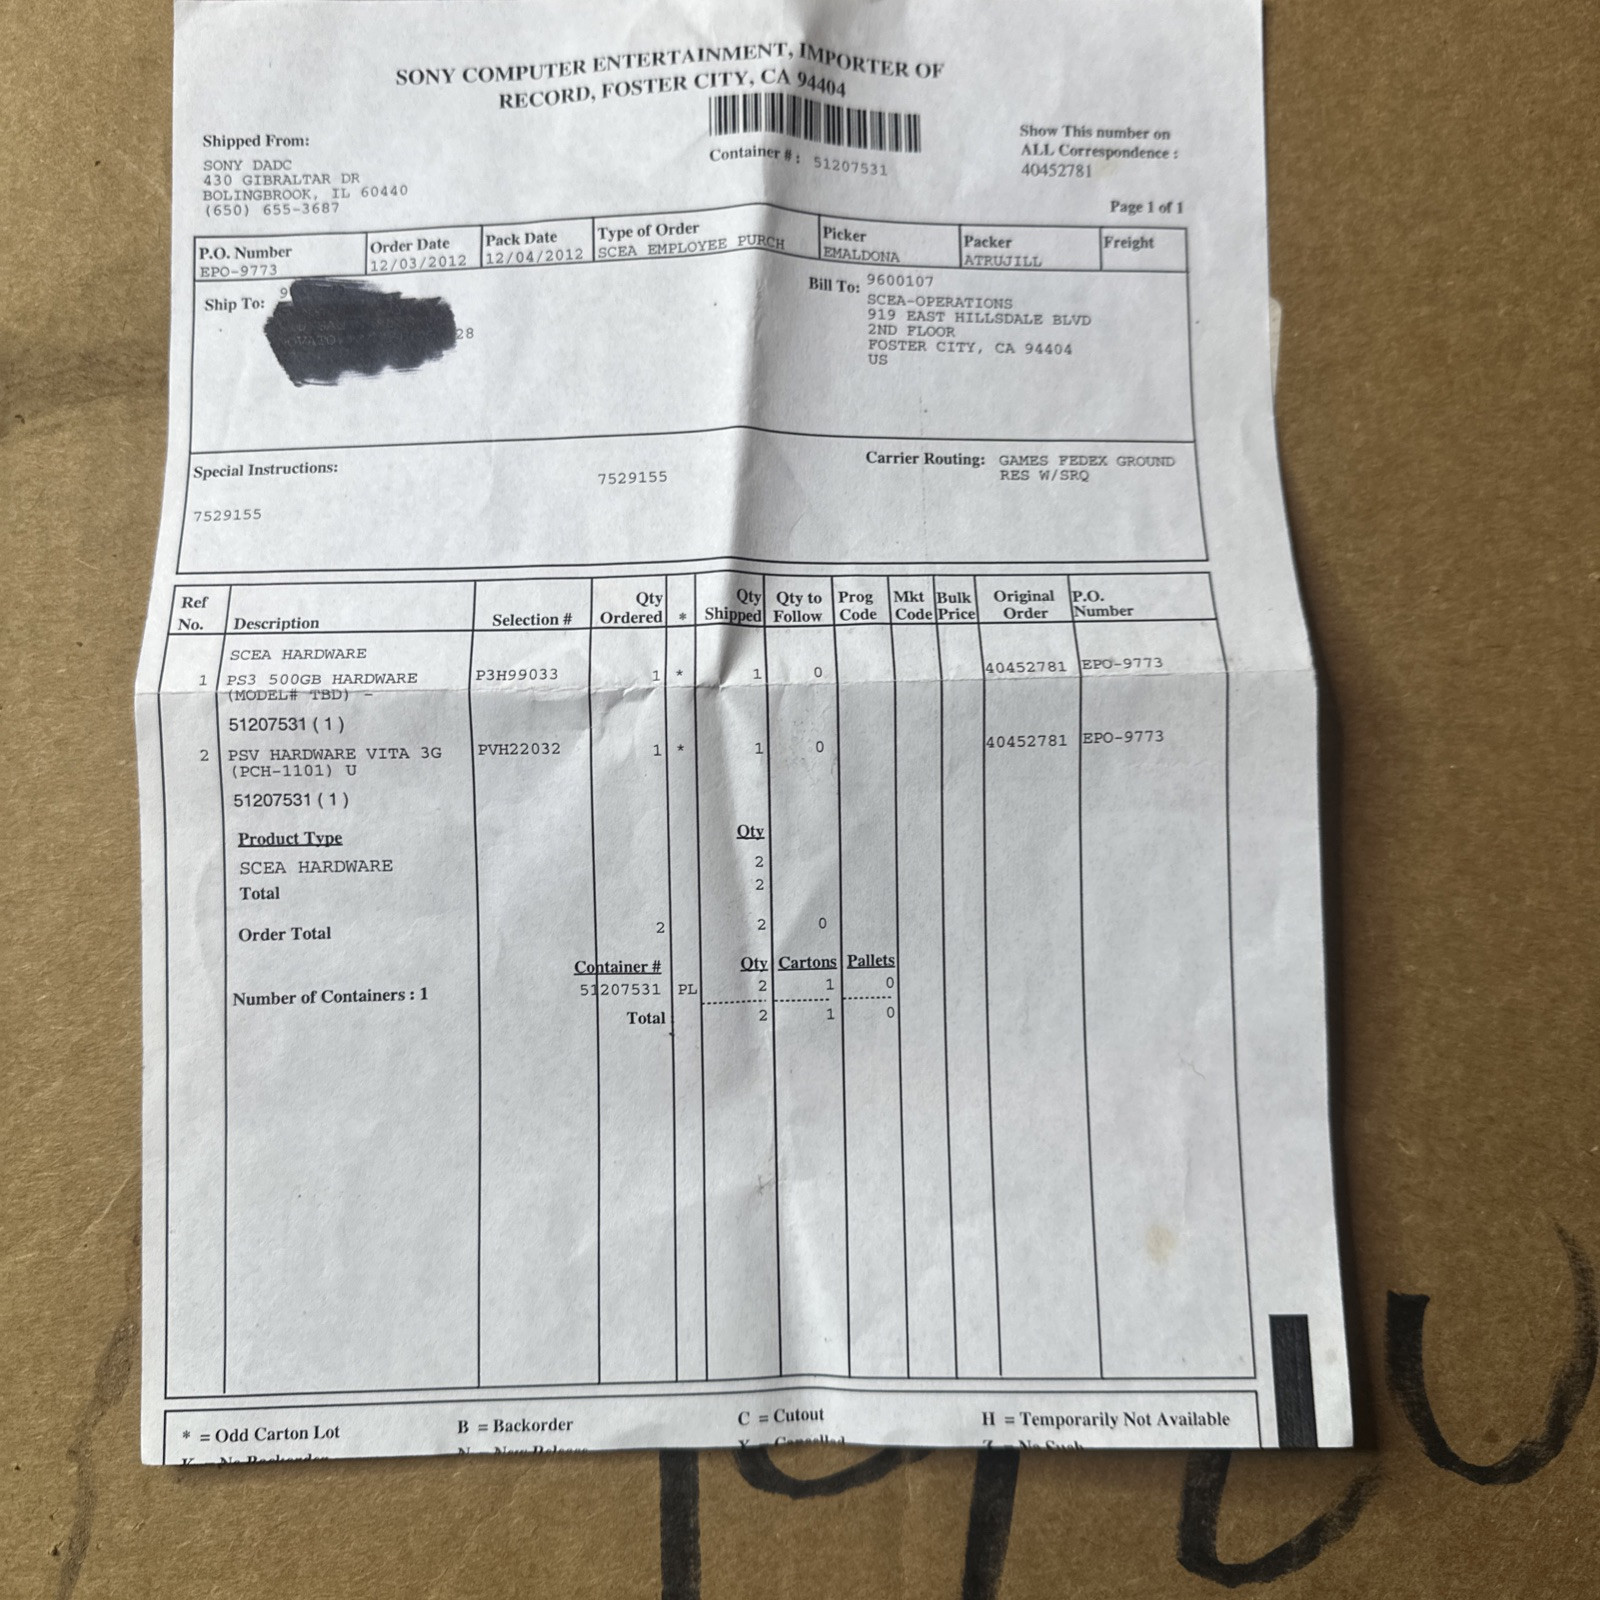 SONY COMPUTER ENTERTAINMENT, IMPORTER OF
RECORD, FOSTER CITY, CA 94404
Shipped From:
SONY DADC
430 GIBRALTAR DR
BOLINGBROOK, IL 60440
(650) 655-3687
Container # : 51207531
Show This number on
ALL Correspondence :
40452781
Page 1 of 1
P.O. Number Order Date Pack Date Type of Order Picker Packer Freight
EPO-9773 12/03/2012 12/04/2012 SCEA EMPLOYEE PURCH EMALDONA ATRUJILL
Ship To: 9
28
Bill To: 9600107
SCEA-OPERATIONS
919 EAST HILLSDALE BLVD
2ND FLOOR
FOSTER CITY, CA 94404
US
Special Instructions:
7529155
7529155
Carrier Routing: GAMES FEDEX GROUND
RES W/SRQ
Ref Qty Qty Qty to Prog Mkt Bulk Original P.O.
No. Description Selection # Ordered * Shipped Follow Code Code Price Order Number
SCEA HARDWARE
1 PS3 500GB HARDWARE P3H99033 1 * 1 0 40452781 EPO-9773
(MODEL# TBD) -
51207531 ( 1 )
2 PSV HARDWARE VITA 3G PVH22032 1 * 1 0 40452781 EPO-9773
(PCH-1101) U
51207531 ( 1 )
Product Type Qty
SCEA HARDWARE 2
Total 2
Order Total 2 2 0
Container # Qty Cartons Pallets
Number of Containers : 1 51207531 PL 2 1 0
Total 2 1 0
* = Odd Carton Lot B = Backorder C = Cutout H = Temporarily Not Available